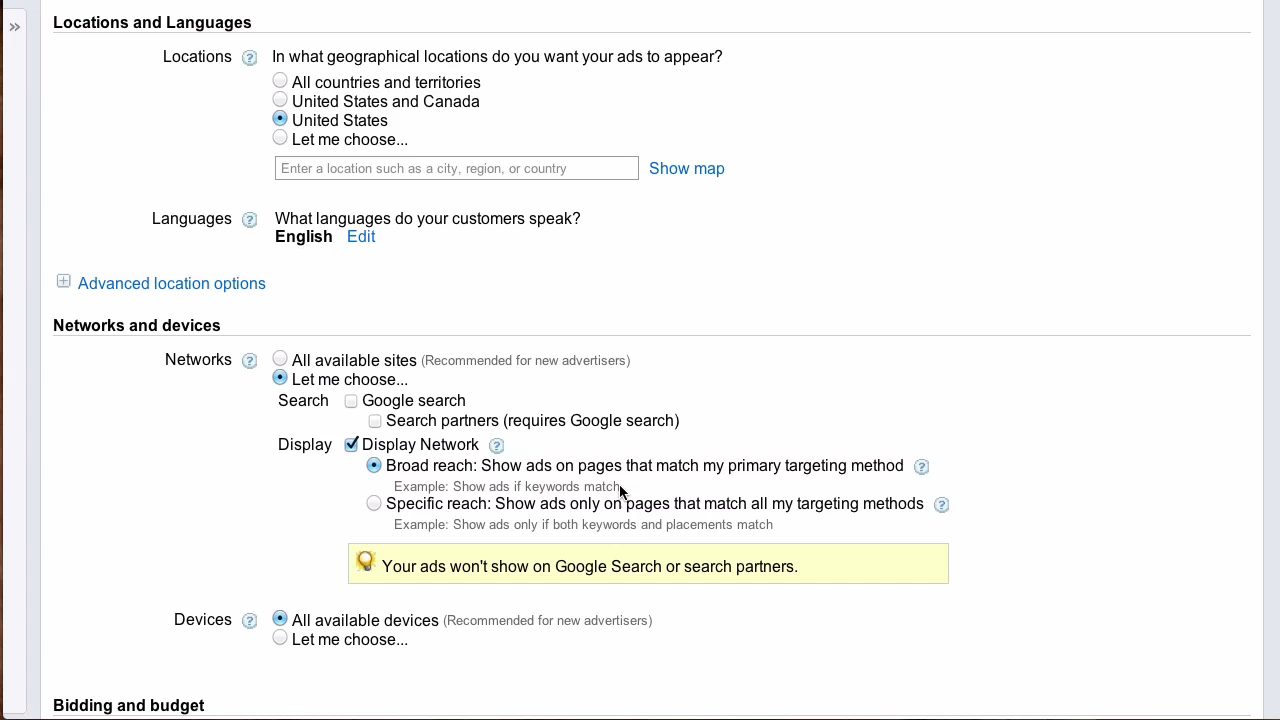 »
Locations and Languages
Locations ? In what geographical locations do you want your ads to appear?
All countries and territories
United States and Canada
United States
Let me choose...
Enter a location such as a city, region, or country Show map
Languages ? What languages do your customers speak?
English Edit
Advanced location options
Networks and devices
Networks ? All available sites (Recommended for new advertisers)
Let me choose...
Search Google search
Search partners (requires Google search)
Display Display Network ?
Broad reach: Show ads on pages that match my primary targeting method ?
Example: Show ads if keywords match
Specific reach: Show ads only on pages that match all my targeting methods ?
Example: Show ads only if both keywords and placements match
Your ads won't show on Google Search or search partners.
Devices ? All available devices (Recommended for new advertisers)
Let me choose...
Bidding and budget